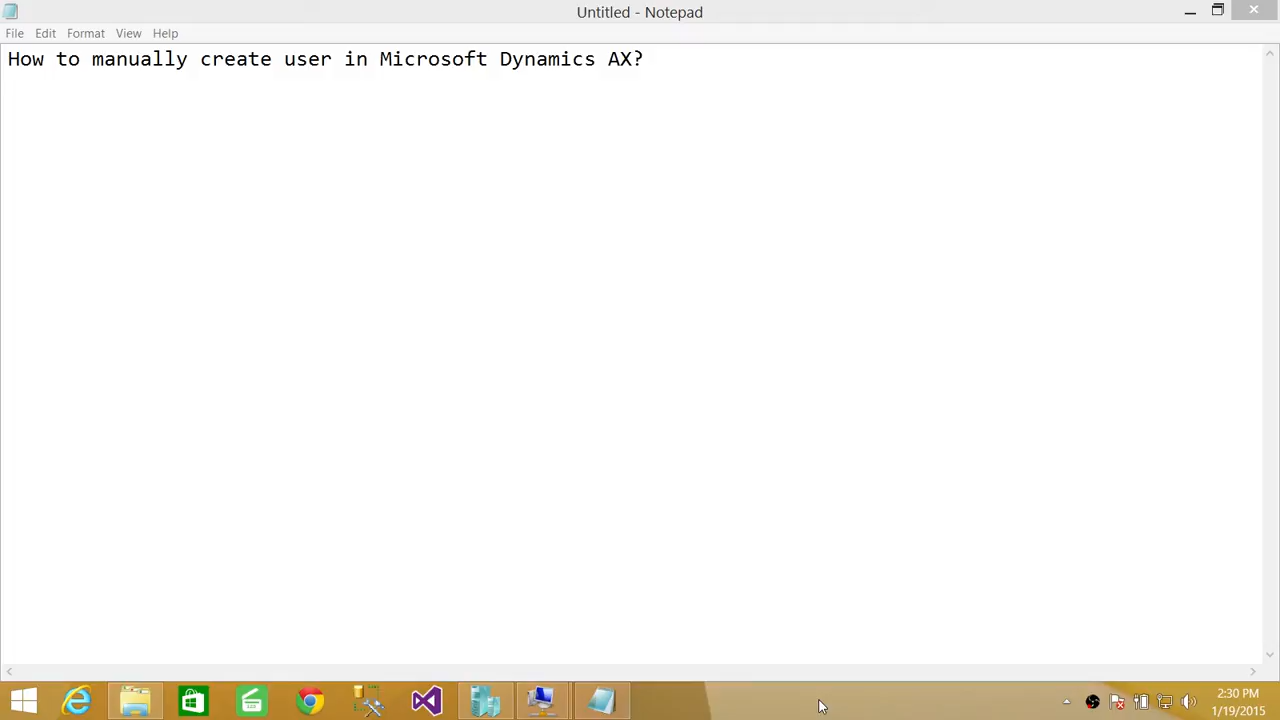 Untitled - Notepad
File Edit Format View Help
How to manually create user in Microsoft Dynamics AX?
2:30 PM
1/19/2015